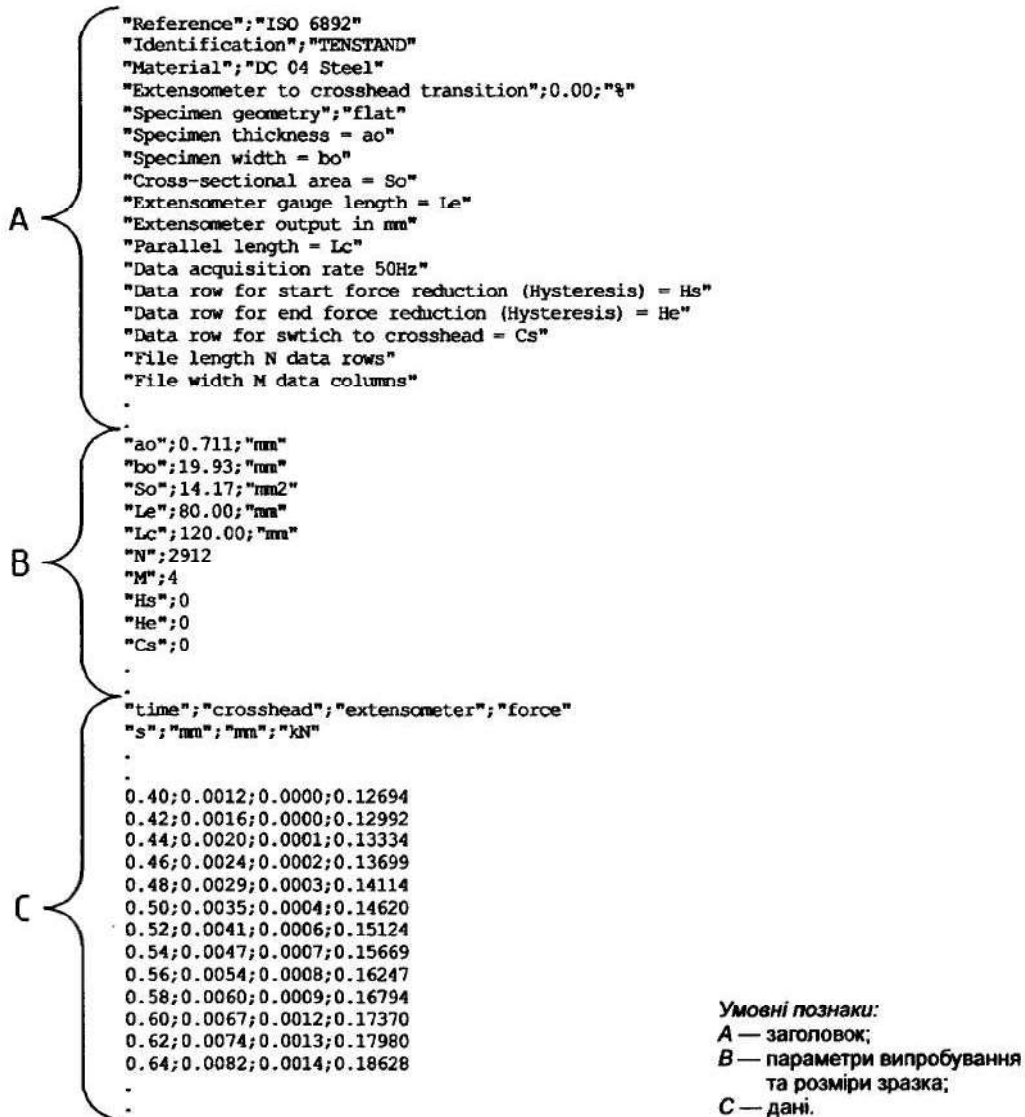 "Reference";"ISO 6892"
"Identification";"TENSTAND"
"Material";"DC 04 Steel"
"Extensometer to crosshead transition";0.00;"%"
"Specimen geometry";"flat"
"Specimen thickness = ao"
"Specimen width = bo"
"Cross-sectional area = So"
"Extensometer gauge length = Le"
"Extensometer output in mm"
"Parallel length = Lc"
"Data acquisition rate 50Hz"
"Data row for start force reduction (Hysteresis) = Hs"
"Data row for end force reduction (Hysteresis) = He"
"Data row for swtich to crosshead = Cs"
"File length N data rows"
"File width M data columns"
.
.
A
"ao";0.711;"mm"
"bo";19.93;"mm"
"So";14.17;"mm2"
"Le";80.00;"mm"
"Lc";120.00;"mm"
"N";2912
"M";4
"Hs";0
"He";0
"Cs";0
.
.
B
"time";"crosshead";"extensometer";"force"
"s";"mm";"mm";"kN"
.
.
0.40;0.0012;0.0000;0.12694
0.42;0.0016;0.0000;0.12992
0.44;0.0020;0.0001;0.13334
0.46;0.0024;0.0002;0.13699
0.48;0.0029;0.0003;0.14114
0.50;0.0035;0.0004;0.14620
0.52;0.0041;0.0006;0.15124
0.54;0.0047;0.0007;0.15669
0.56;0.0054;0.0008;0.16247
0.58;0.0060;0.0009;0.16794
0.60;0.0067;0.0012;0.17370
0.62;0.0074;0.0013;0.17980
0.64;0.0082;0.0014;0.18628
.
.
C
Умовні познаки:
A — заголовок;
B — параметри випробування
та розміри зразка;
C — дані.